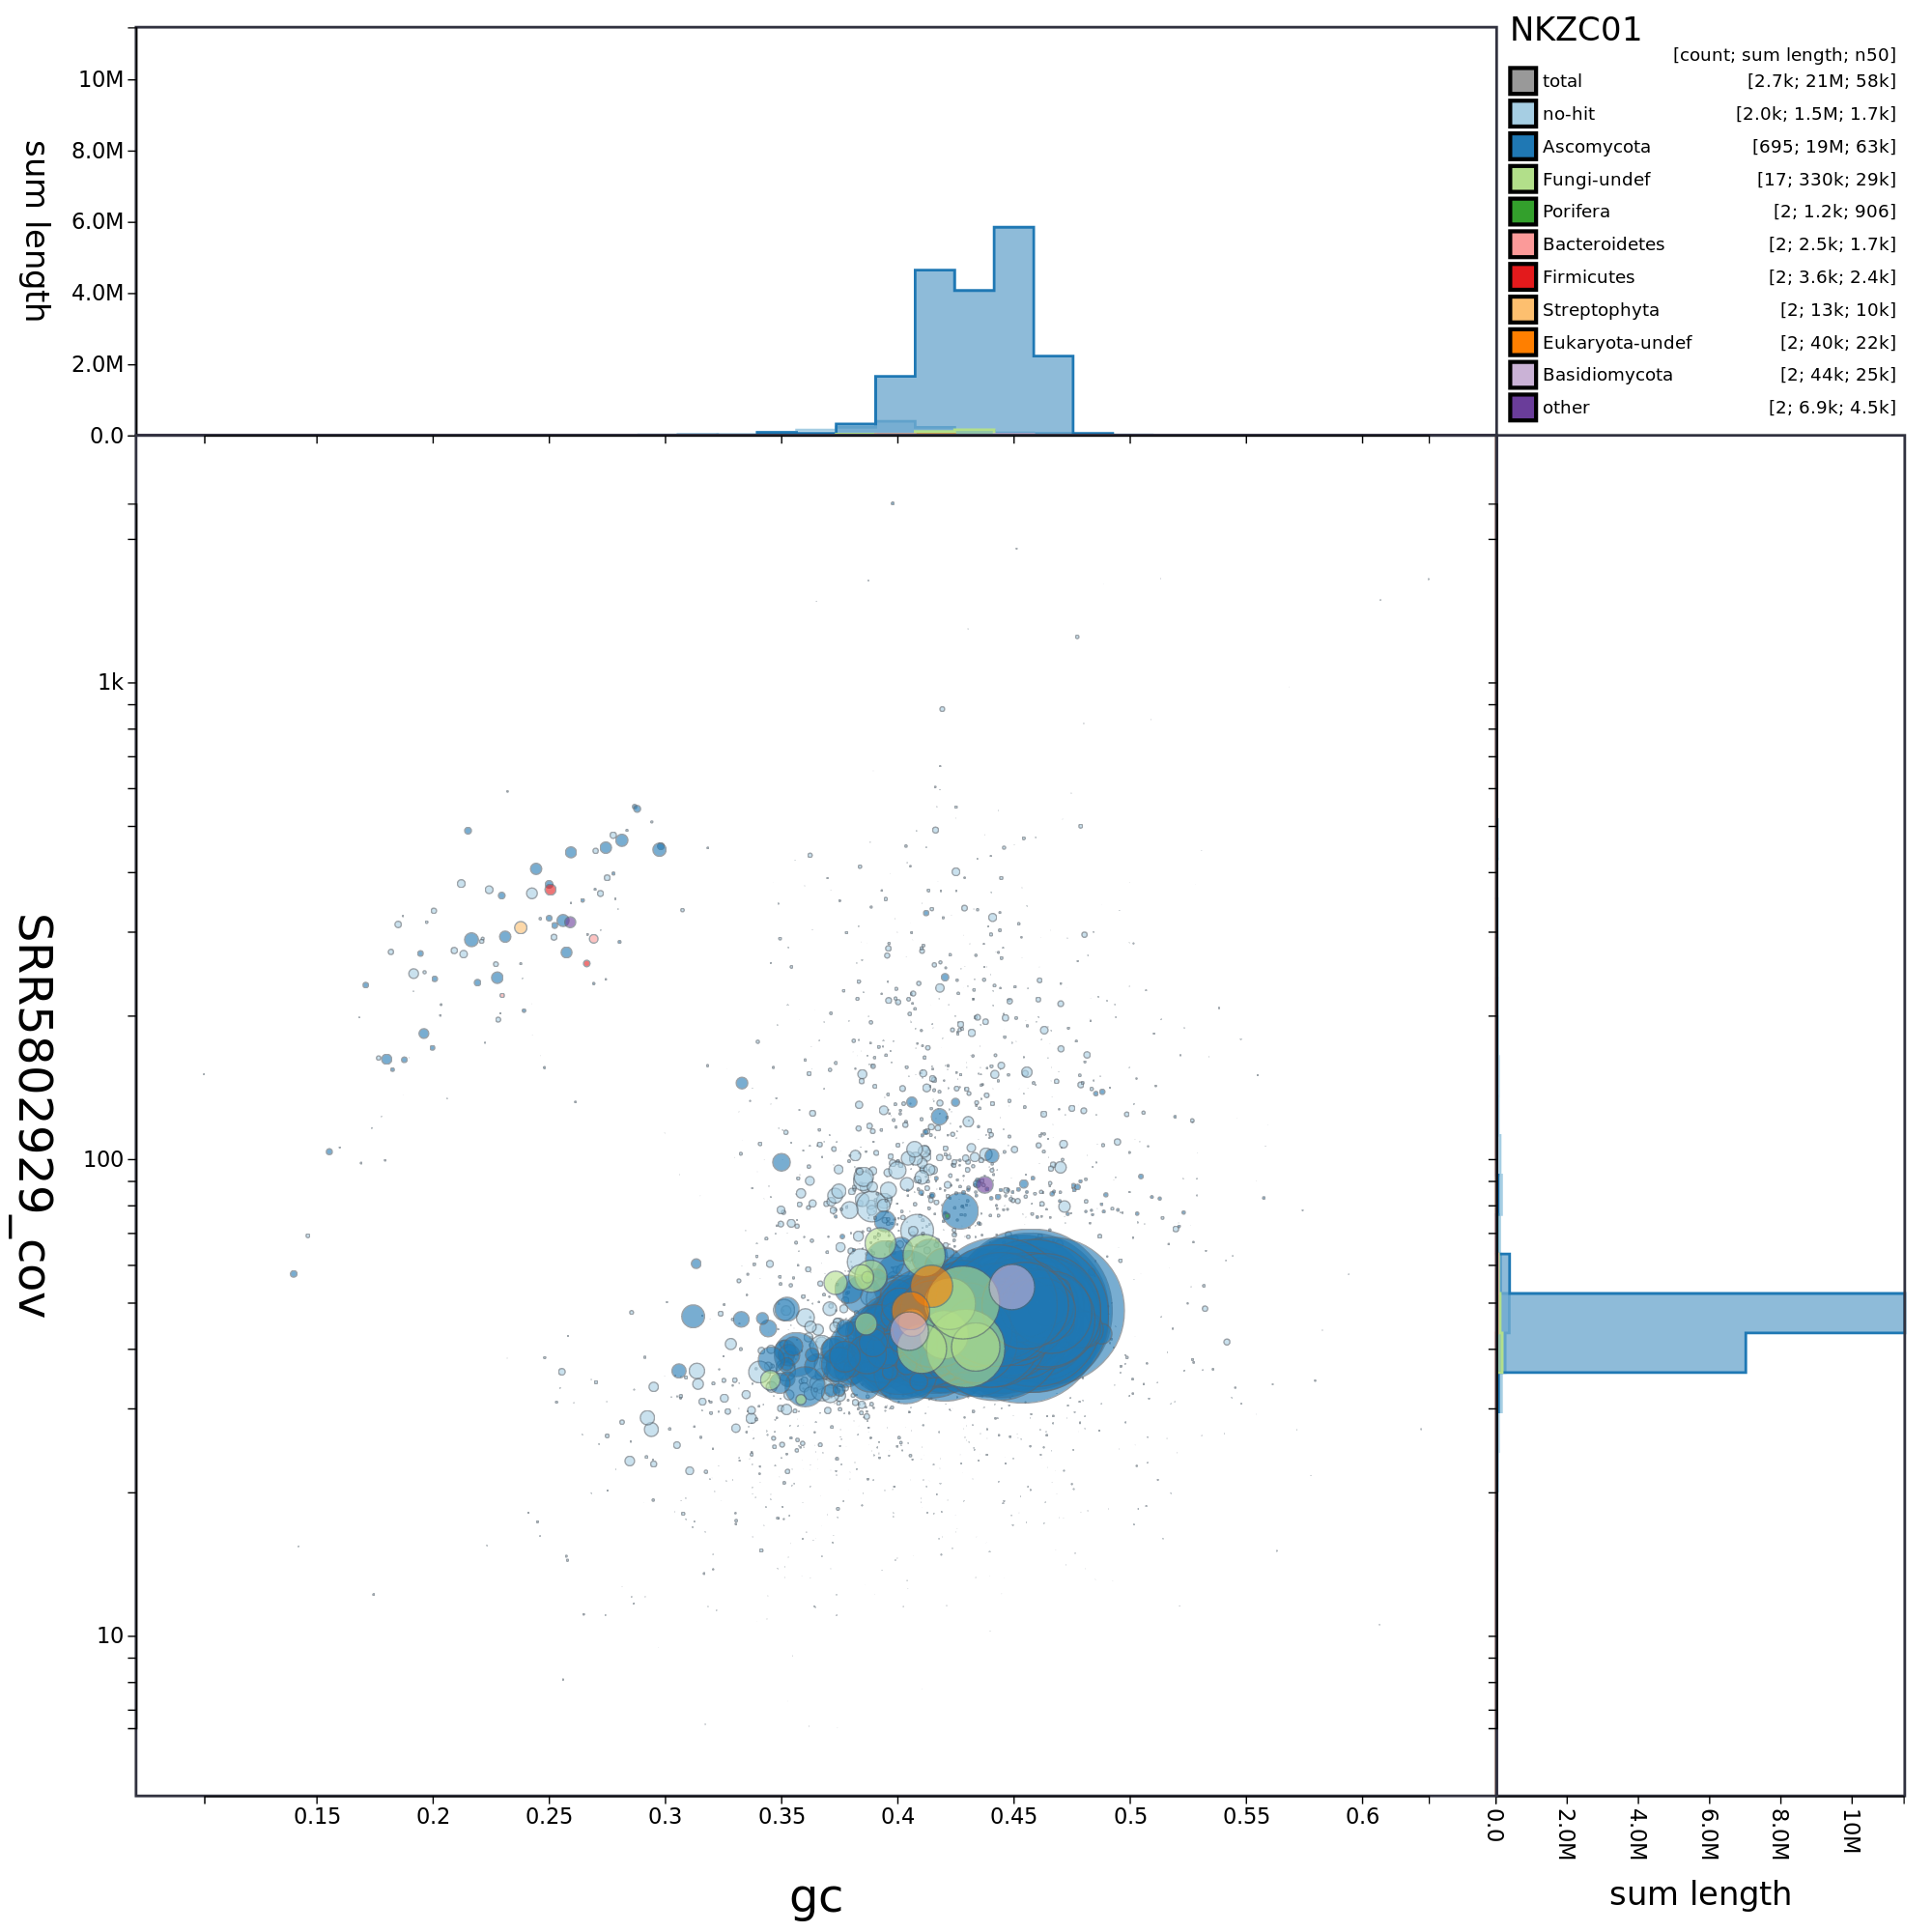 NKZC01
[count; sum length; n50]
total [2.7k; 21M; 58k]
no-hit [2.0k; 1.5M; 1.7k]
Ascomycota [695; 19M; 63k]
Fungi-undef [17; 330k; 29k]
Porifera [2; 1.2k; 906]
Bacteroidetes [2; 2.5k; 1.7k]
Firmicutes [2; 3.6k; 2.4k]
Streptophyta [2; 13k; 10k]
Eukaryota-undef [2; 40k; 22k]
Basidiomycota [2; 44k; 25k]
other [2; 6.9k; 4.5k]
sum length
10M
8.0M
6.0M
4.0M
2.0M
0.0
SRR5802929_cov
1k
100
10
0.15 0.2 0.25 0.3 0.35 0.4 0.45 0.5 0.55 0.6
gc
0.0 2.0M 4.0M 6.0M 8.0M 10M
sum length